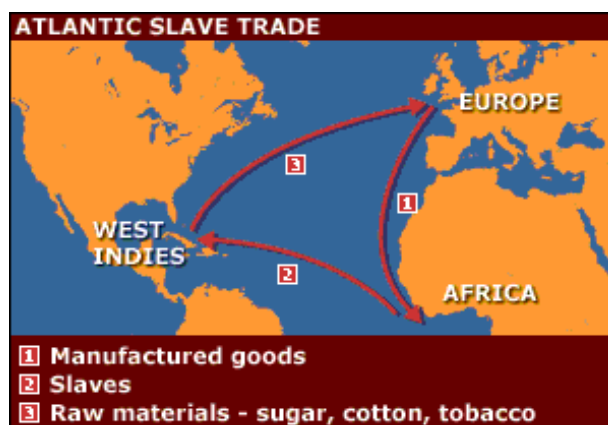 ATLANTIC SLAVE TRADE
EUROPE
3
1
WEST
INDIES
2
AFRICA
1 Manufactured goods
2 Slaves
3 Raw materials - sugar, cotton, tobacco